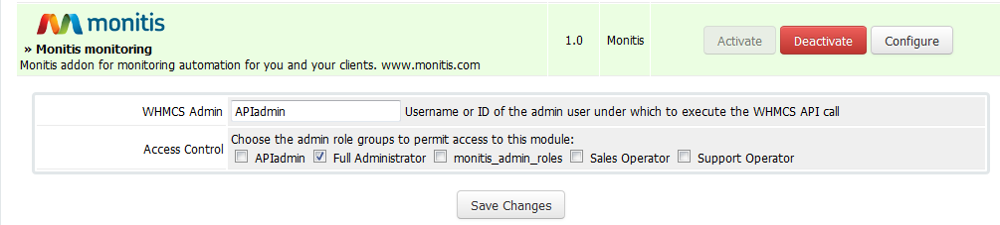 monitis
» Monitis monitoring 1.0 Monitis Activate Deactivate Configure
Monitis addon for monitoring automation for you and your clients. www.monitis.com
WHMCS Admin APIadmin Username or ID of the admin user under which to execute the WHMCS API call
Access Control Choose the admin role groups to permit access to this module:
APIadmin Full Administrator monitis_admin_roles Sales Operator Support Operator
Save Changes